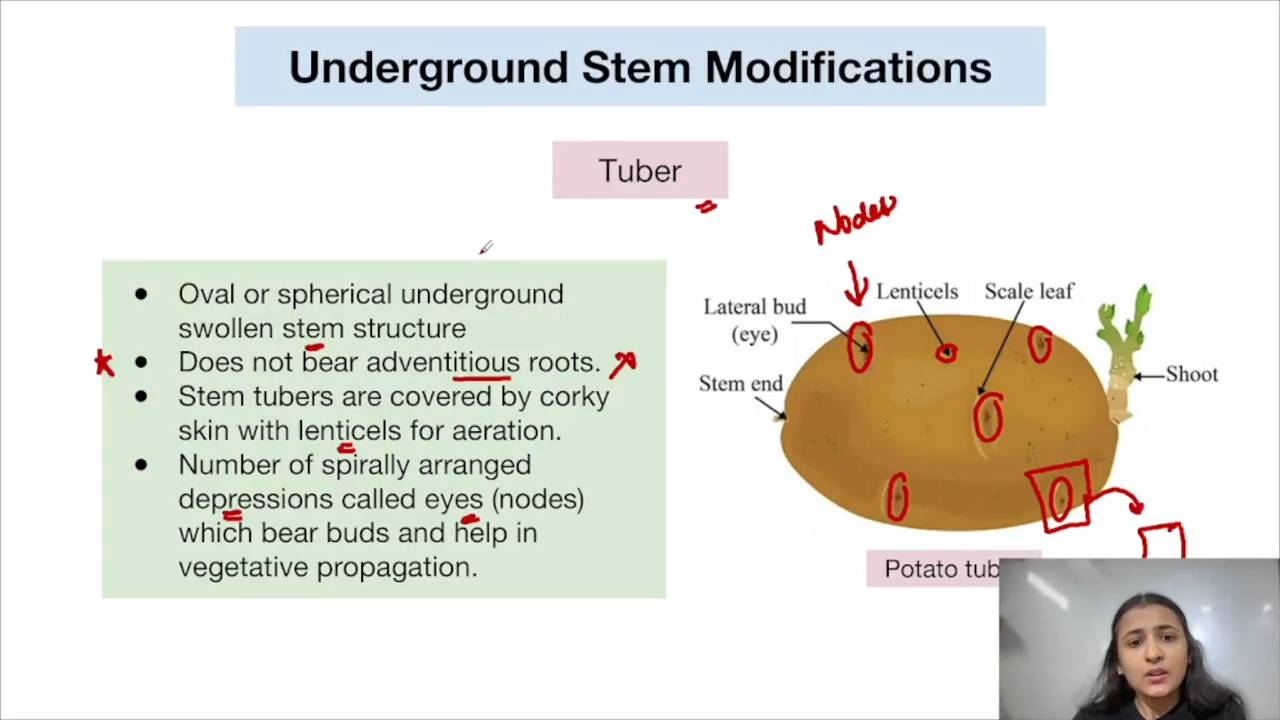 Underground Stem Modifications
Tuber
Nodes
• Oval or spherical underground
swollen stem structure
• Does not bear adventitious roots.
• Stem tubers are covered by corky
skin with lenticels for aeration.
• Number of spirally arranged
depressions called eyes (nodes)
which bear buds and help in
vegetative propagation.
Lateral bud
(eye)
Lenticels
Scale leaf
Stem end
Shoot
Potato tub